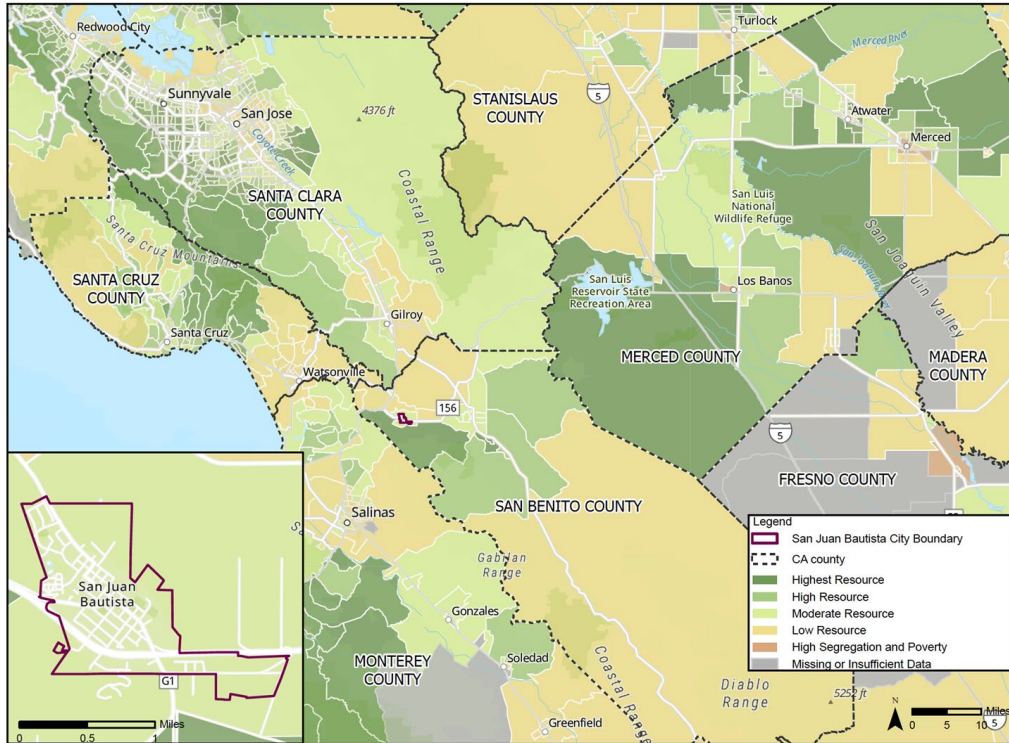 Redwood City
Turlock
Merced River
Sunnyvale
4376 ft
STANISLAUS
COUNTY
5
Atwater
San Jose
Merced
Coyote Creek
Coastal Range
SANTA CLARA
COUNTY
San Luis
National
Wildlife Refuge
Santa Cruz Mountains
San Joaquin River
San Joaquin Valley
SANTA CRUZ
COUNTY
San Luis
Reservoir State
Recreation Area
Los Banos
Santa Cruz
Gilroy
MERCED COUNTY
MADERA
COUNTY
Watsonville
156
5
FRESNO COUNTY
SAN BENITO COUNTY
Salinas
Gabilan
Range
Gonzales
MONTEREY
COUNTY
Soledad
Coastal Range
Diablo
Range
5252 ft
Greenfield
5
San Juan
Bautista
G1
Miles
0 0.5 1
Legend
San Juan Bautista City Boundary
CA county
Highest Resource
High Resource
Moderate Resource
Low Resource
High Segregation and Poverty
Missing or Insufficient Data
N
Miles
0 5 10